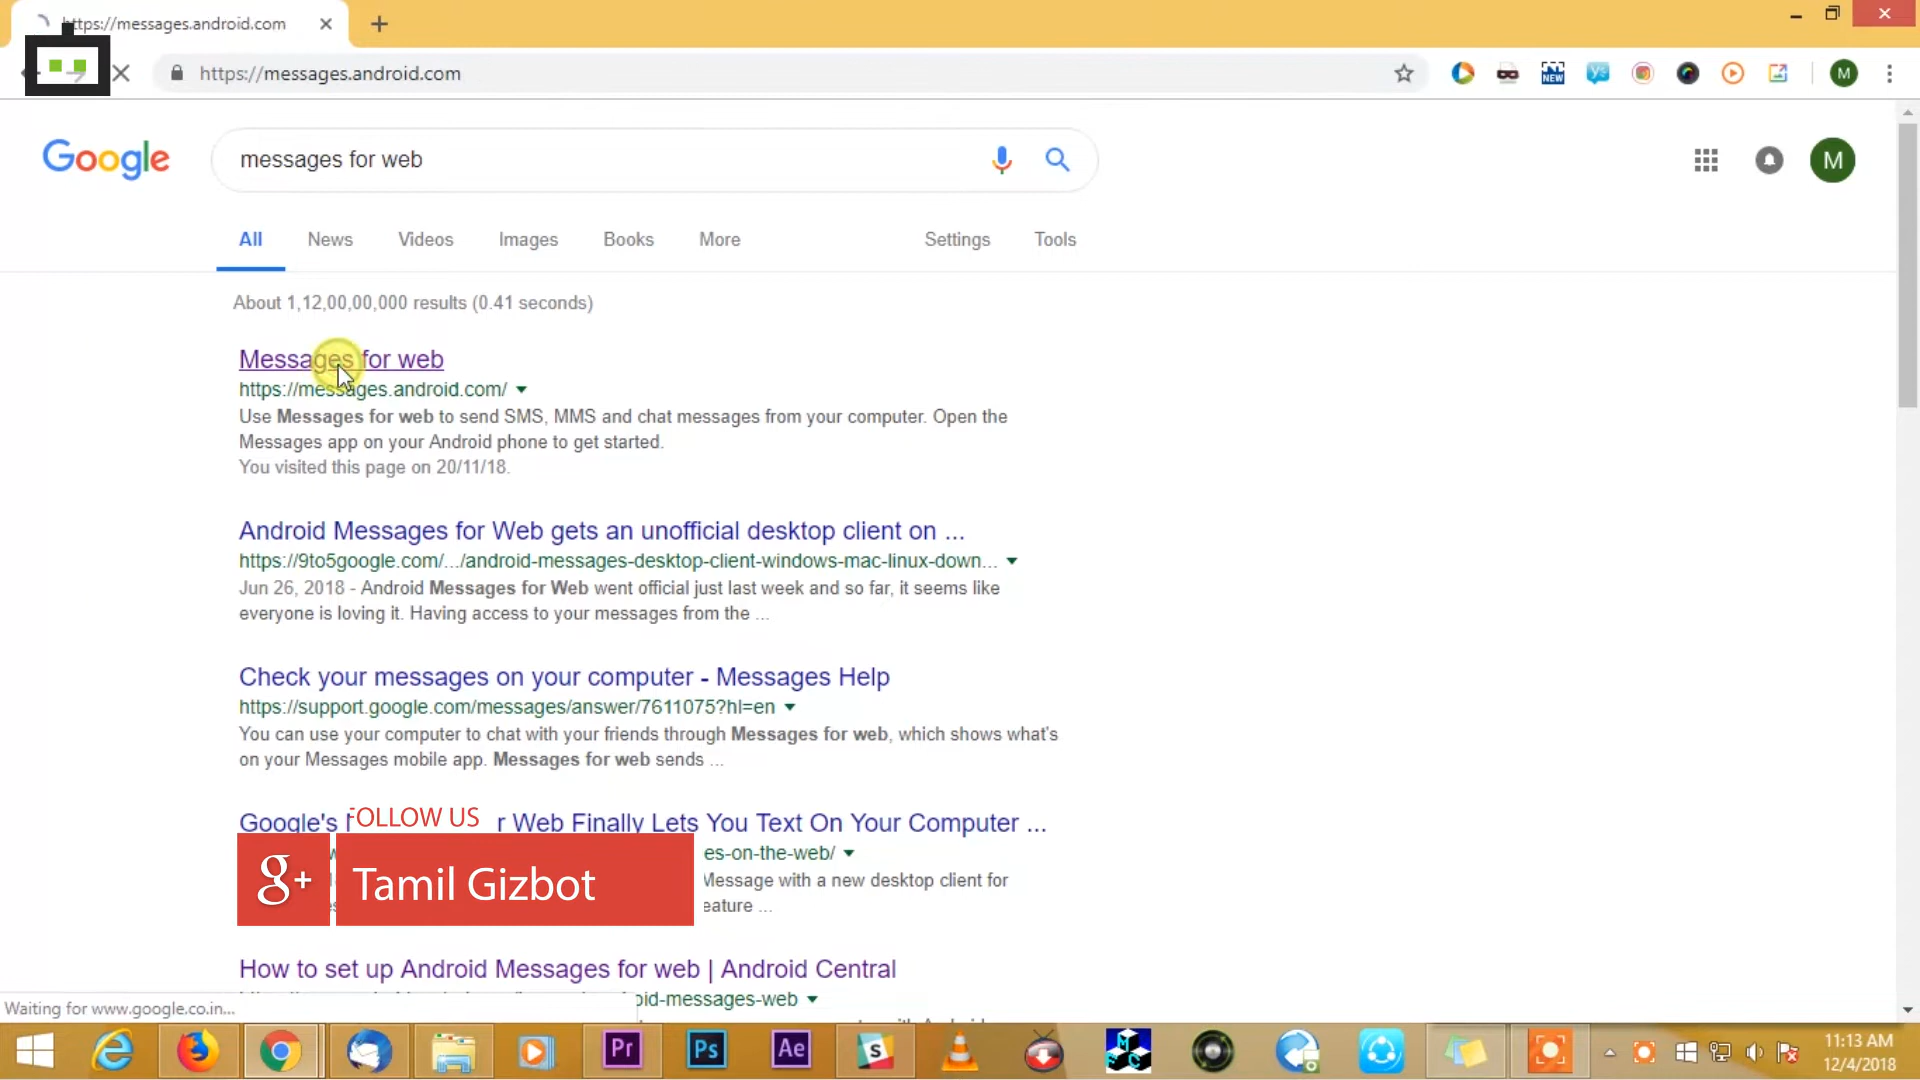 https://messages.android.com
https://messages.android.com
Google
messages for web
M
M
All News Videos Images Books More Settings Tools
About 1,12,00,00,000 results (0.41 seconds)
Messages for web
https://messages.android.com/
Use Messages for web to send SMS, MMS and chat messages from your computer. Open the
Messages app on your Android phone to get started.
You visited this page on 20/11/18.
Android Messages for Web gets an unofficial desktop client on ...
https://9to5google.com/.../android-messages-desktop-client-windows-mac-linux-down...
Jun 26, 2018 - Android Messages for Web went official just last week and so far, it seems like
everyone is loving it. Having access to your messages from the ...
Check your messages on your computer - Messages Help
https://support.google.com/messages/answer/7611075?hl=en
You can use your computer to chat with your friends through Messages for web, which shows what's
on your Messages mobile app. Messages for web sends ...
FOLLOW US
Google's r Web Finally Lets You Text On Your Computer ...
es-on-the-web/
g+ Tamil Gizbot
Message with a new desktop client for
eature ...
How to set up Android Messages for web | Android Central
oid-messages-web
Waiting for www.google.co.in...
NEW
Pr Ps Ae S
11:13 AM
12/4/2018